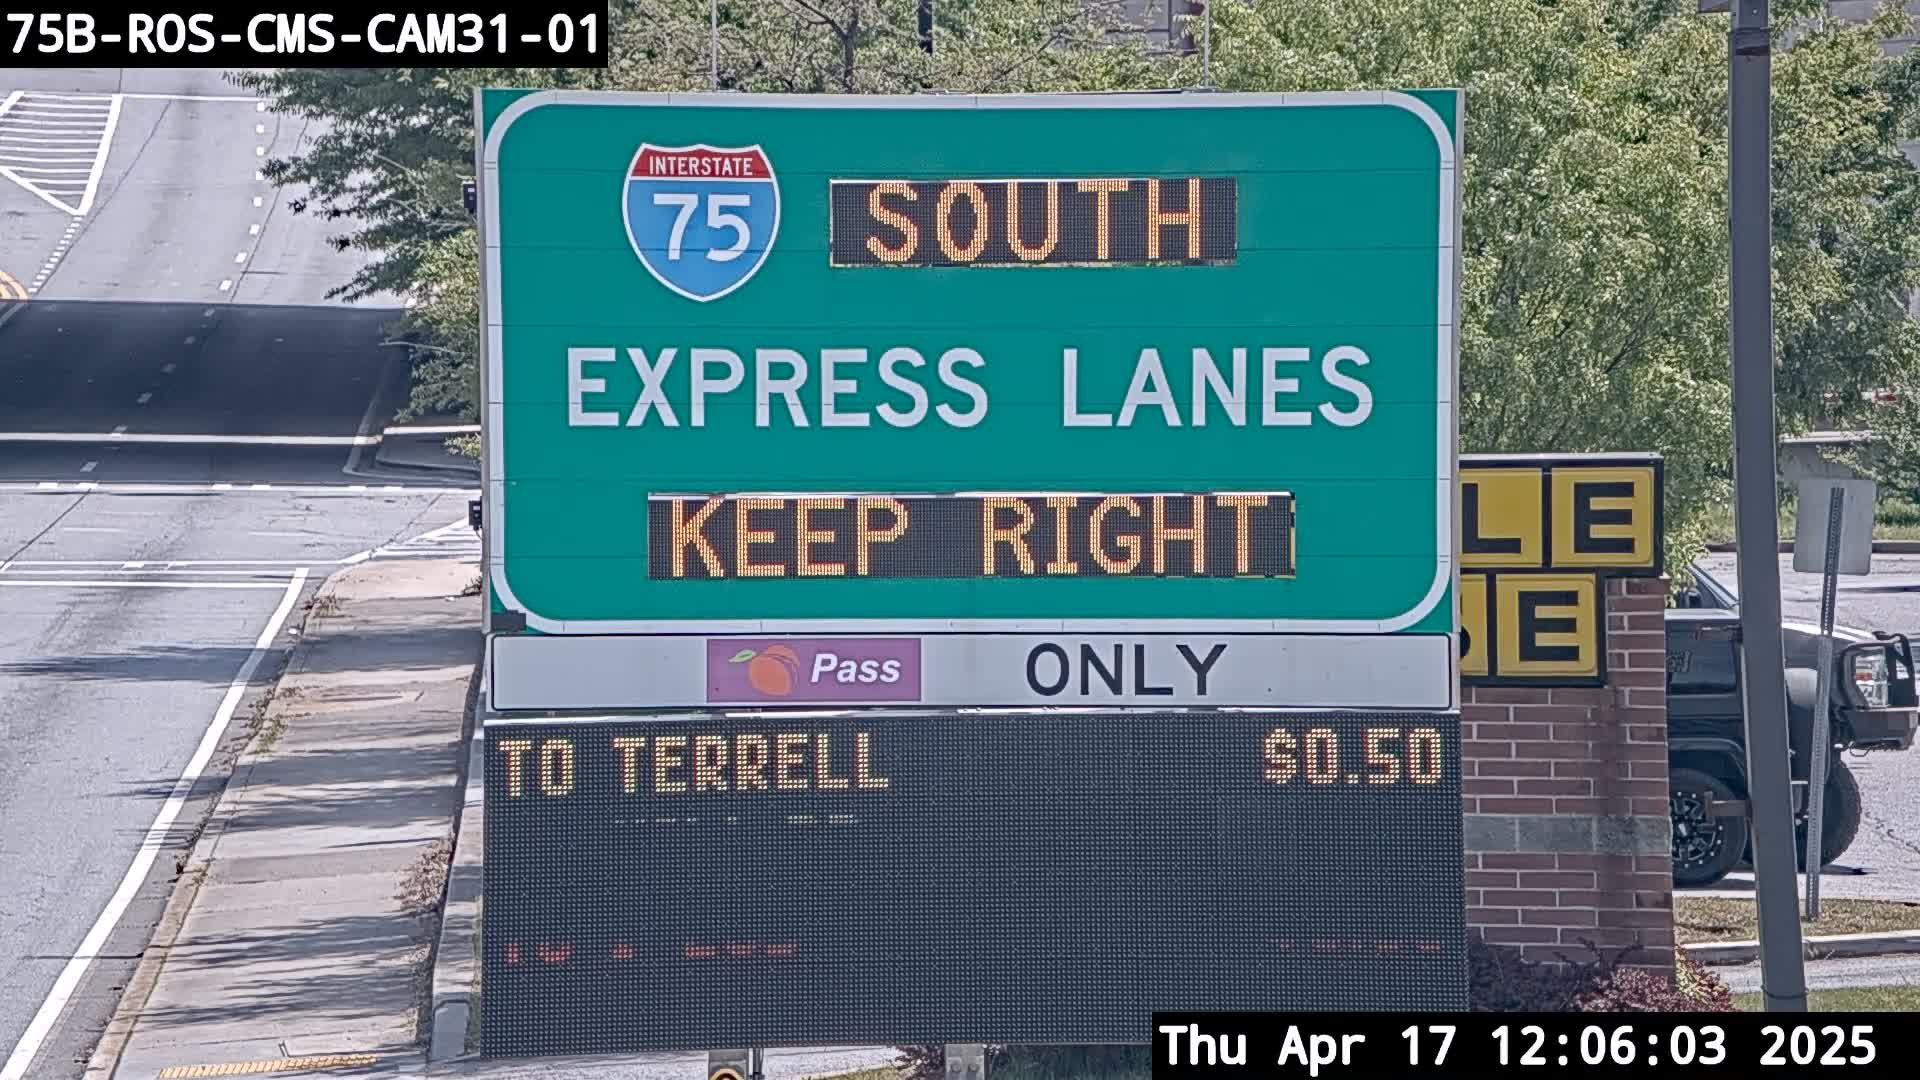 75B-ROS-CMS-CAM31-01
INTERSTATE
75
SOUTH
EXPRESS LANES
KEEP RIGHT
Pass ONLY
TO TERRELL $0.50
LE
E
Thu Apr 17 12:06:03 2025